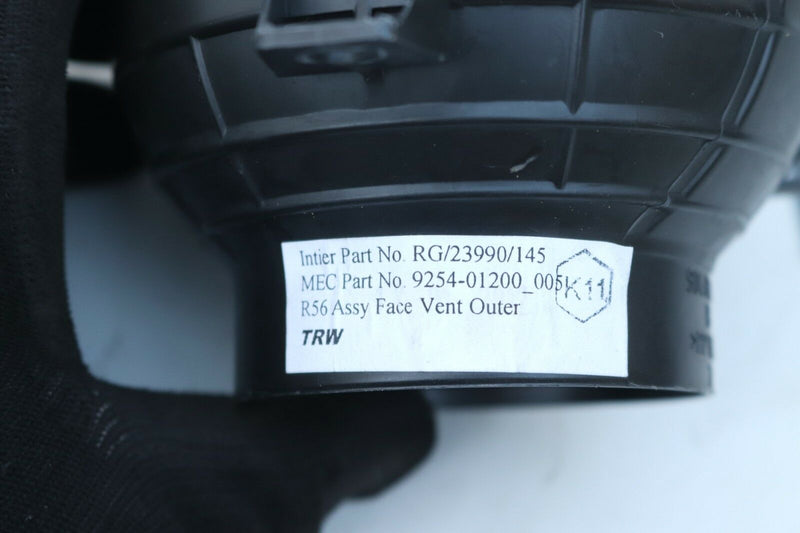 Intier Part No. RG/23990/145
MEC Part No. 9254-01200_005
K11
R56 Assy Face Vent Outer
TRW